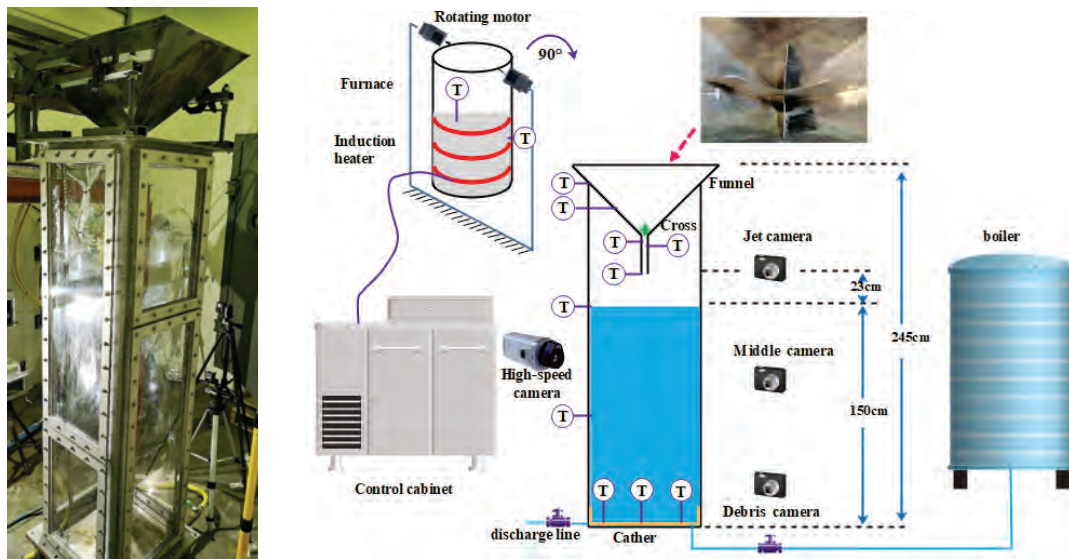 Rotating motor
90°
Furnace
T
T
Induction
heater
T
Funnel
T
Cross
T
T
Jet camera
boiler
T
23cm
T
245cm
High-speed
camera
Middle camera
T
150cm
Control cabinet
T
T
T
Debris camera
discharge line
Cather